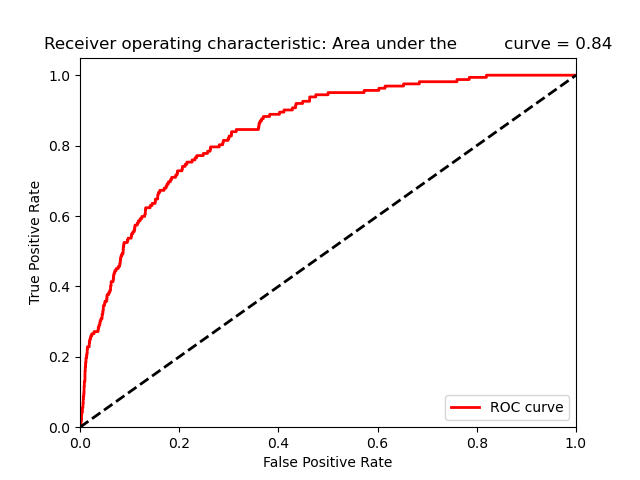 Receiver operating characteristic: Area under the         curve = 0.84
1.0
0.8
0.6
0.4
0.2
0.0
True Positive Rate
ROC curve
0.0 0.2 0.4 0.6 0.8 1.0
False Positive Rate